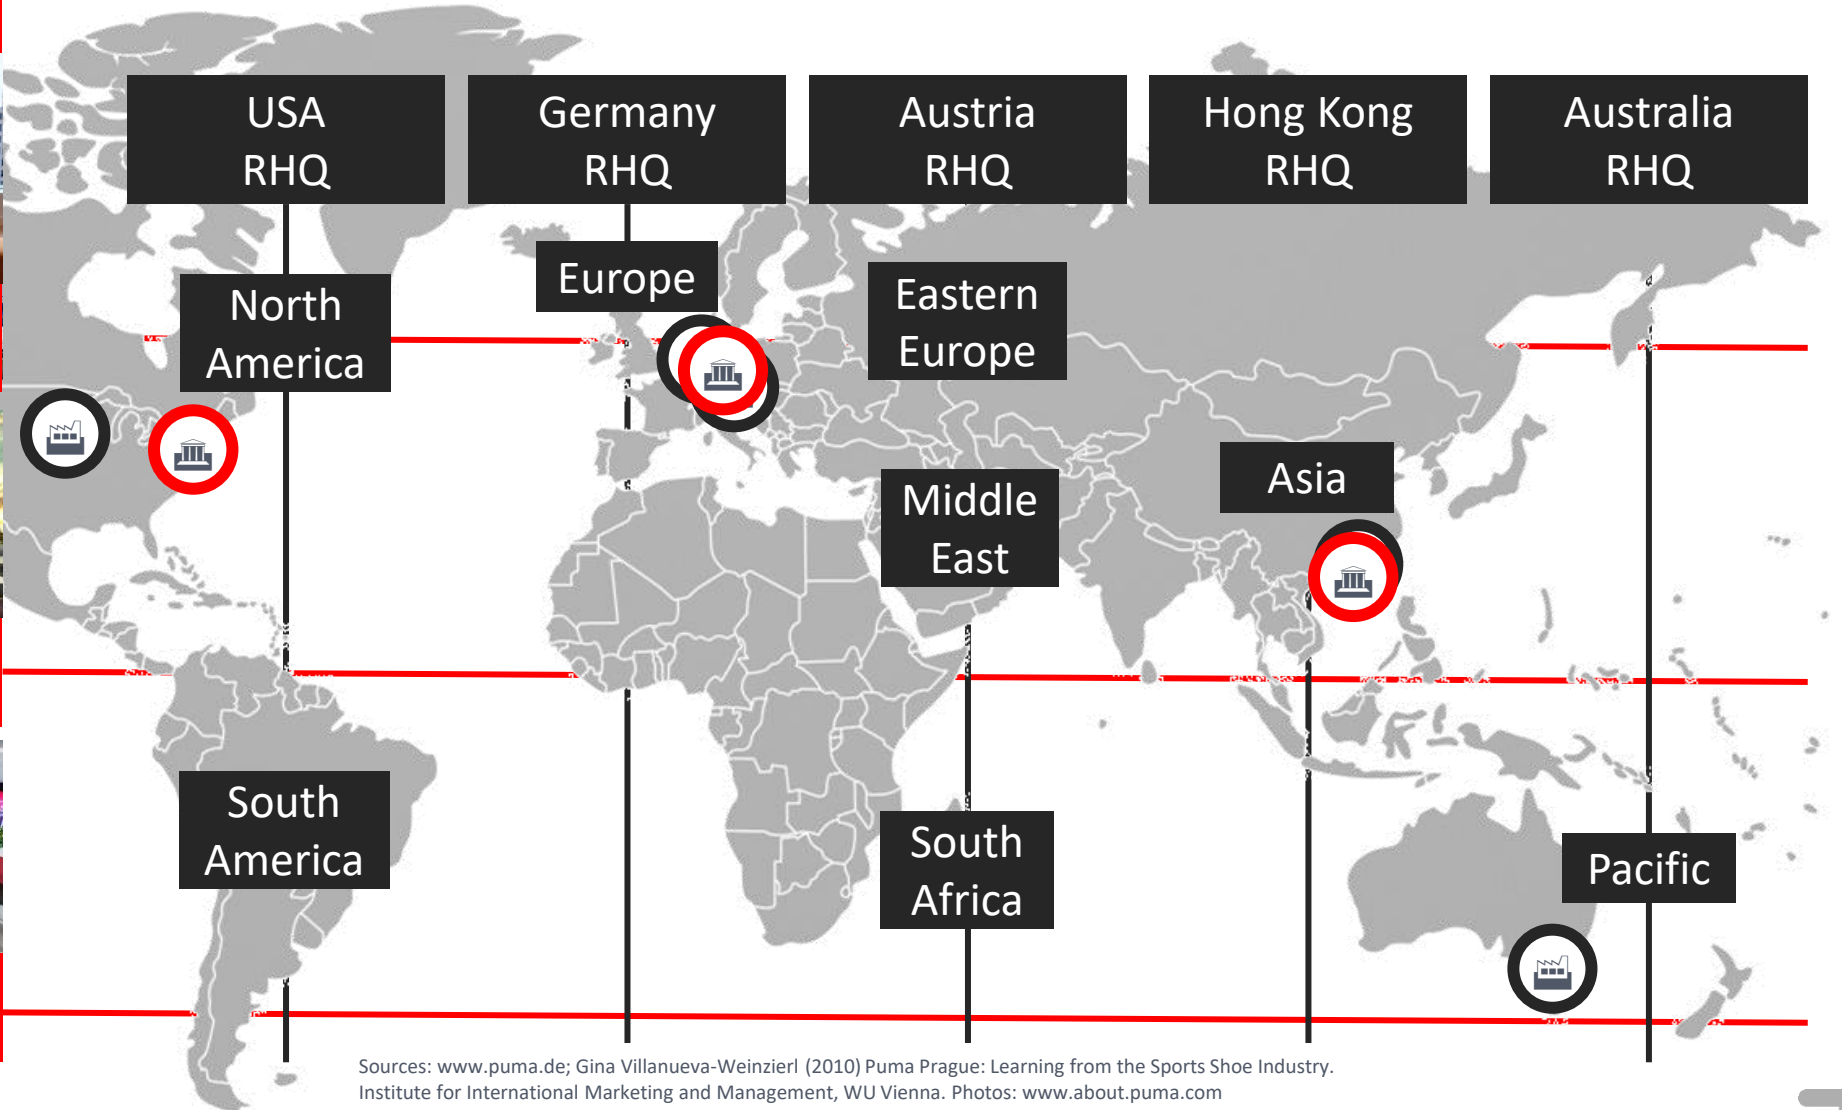 USA
RHQ
Germany
RHQ
Austria
RHQ
Hong Kong
RHQ
Australia
RHQ
North
America
Europe
Eastern
Europe
Middle
East
Asia
South
America
South
Africa
Pacific
Sources: www.puma.de; Gina Villanueva-Weinzierl (2010) Puma Prague: Learning from the Sports Shoe Industry.
Institute for International Marketing and Management, WU Vienna. Photos: www.about.puma.com